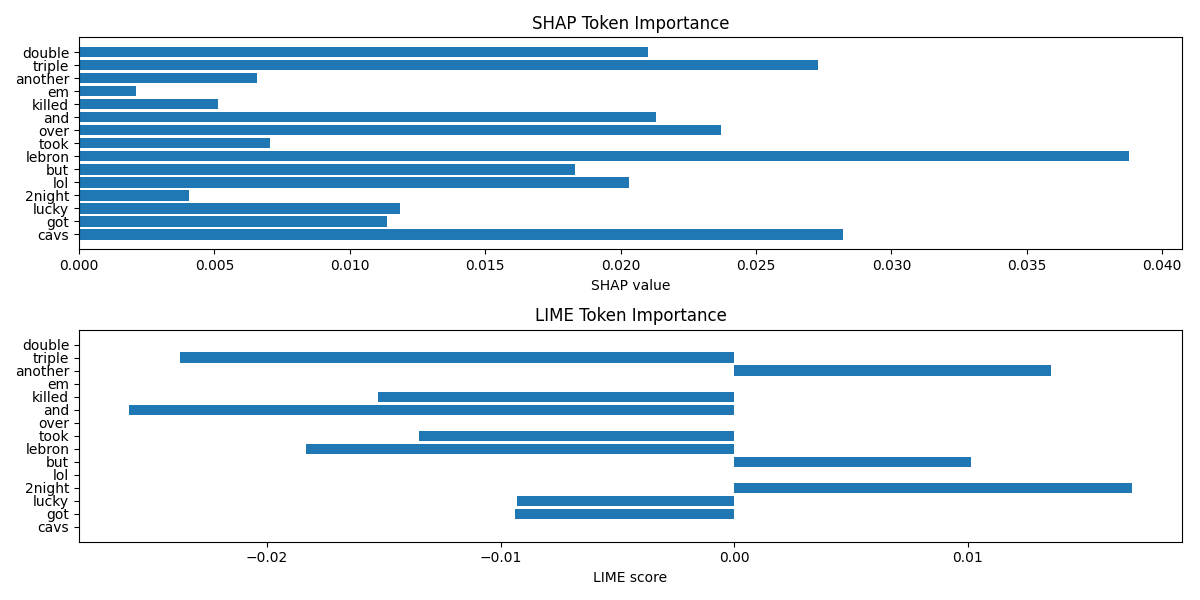 SHAP Token Importance
double
triple
another
em
killed
and
over
took
lebron
but
lol
2night
lucky
got
cavs
0.000 0.005 0.010 0.015 0.020 0.025 0.030 0.035 0.040
SHAP value
LIME Token Importance
double
triple
another
em
killed
and
over
took
lebron
but
lol
2night
lucky
got
cavs
−0.02 −0.01 0.00 0.01
LIME score